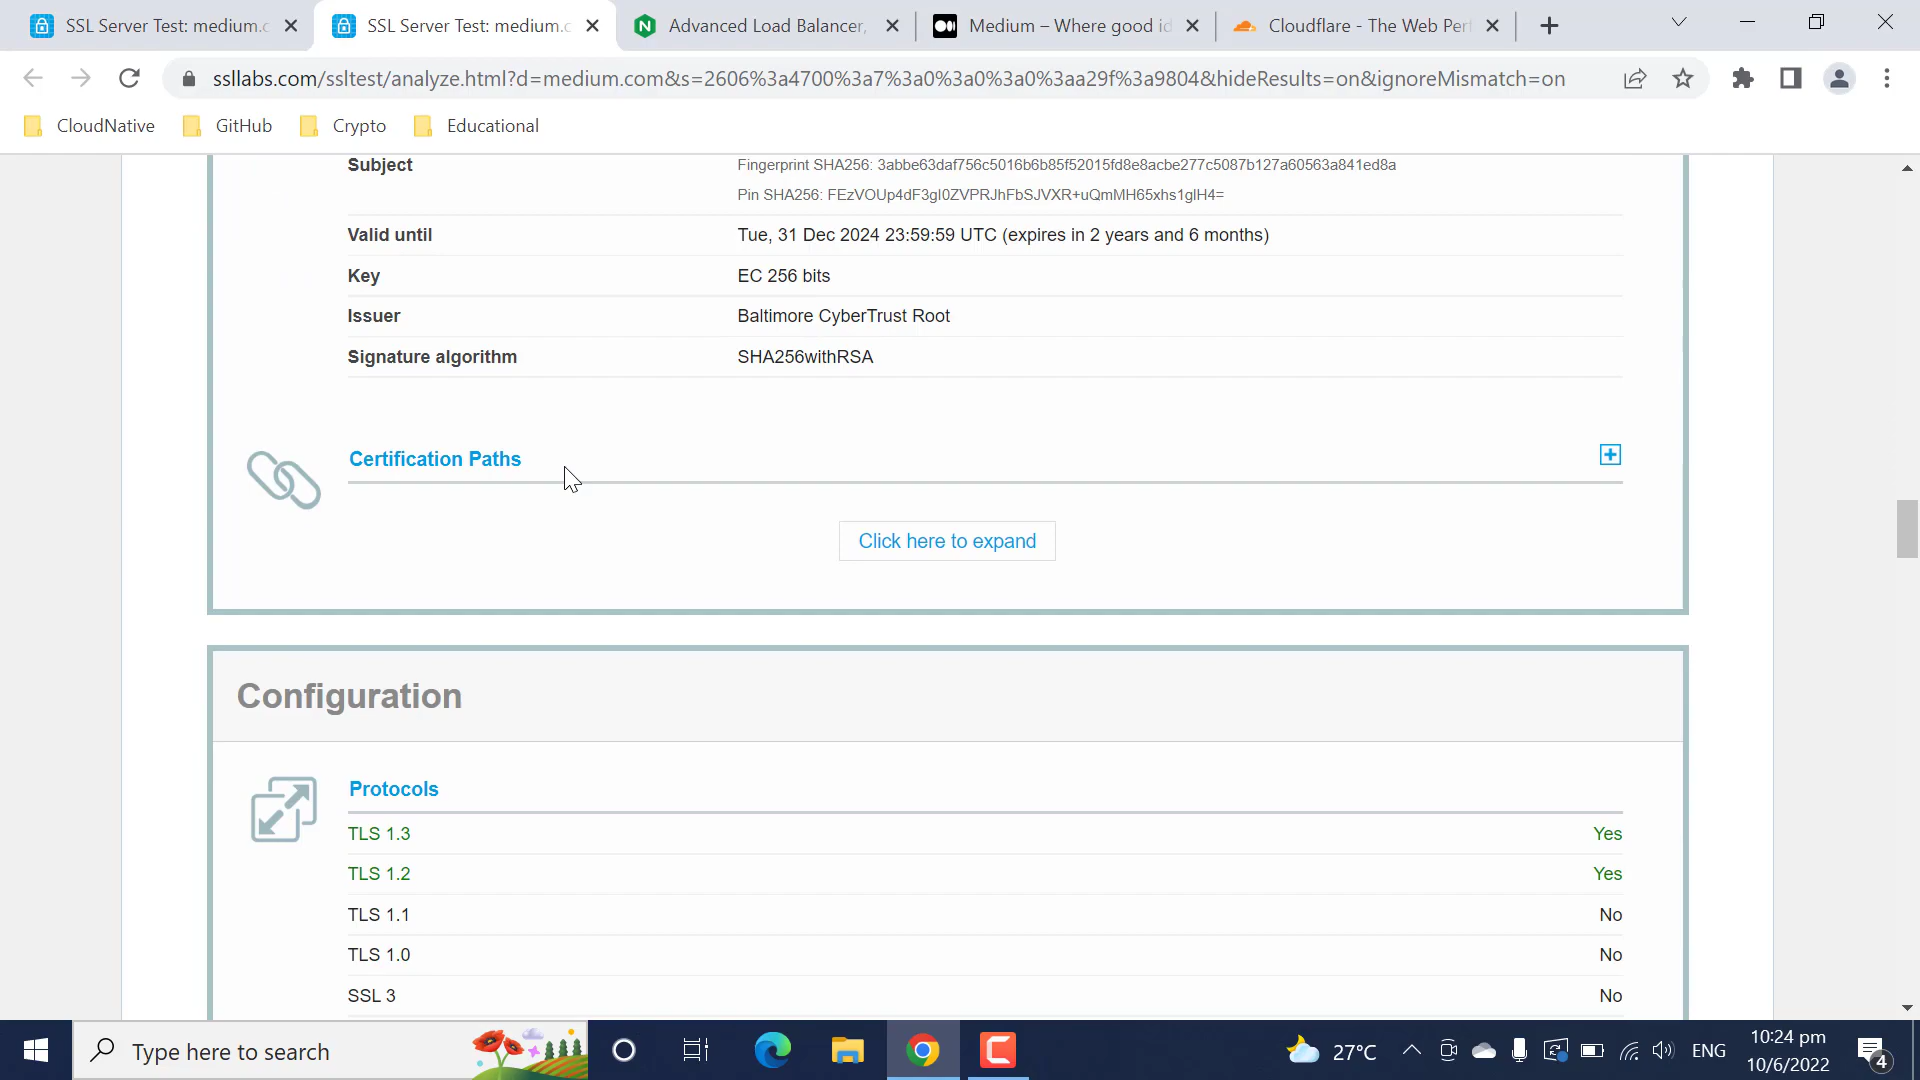 SSL Server Test: medium.c
SSL Server Test: medium.c
Advanced Load Balancer,
Medium – Where good id
Cloudflare - The Web Perf
ssllabs.com/ssltest/analyze.html?d=medium.com&s=2606%3a4700%3a7%3a0%3a0%3a0%3aa29f%3a9804&hideResults=on&ignoreMismatch=on
CloudNative
GitHub
Crypto
Educational
Subject
Fingerprint SHA256: 3abbe63daf756c5016b6b85f52015fd8e8acbe277c5087b127a60563a841ed8a
Pin SHA256: FEzVOUp4dF3gI0ZVPRJhFbSJVXR+uQmMH65xhs1glH4=
Valid until
Tue, 31 Dec 2024 23:59:59 UTC (expires in 2 years and 6 months)
Key
EC 256 bits
Issuer
Baltimore CyberTrust Root
Signature algorithm
SHA256withRSA
Certification Paths
Click here to expand
Configuration
Protocols
TLS 1.3
Yes
TLS 1.2
Yes
TLS 1.1
No
TLS 1.0
No
SSL 3
No
Type here to search
27°C
ENG
10:24 pm
10/6/2022
4